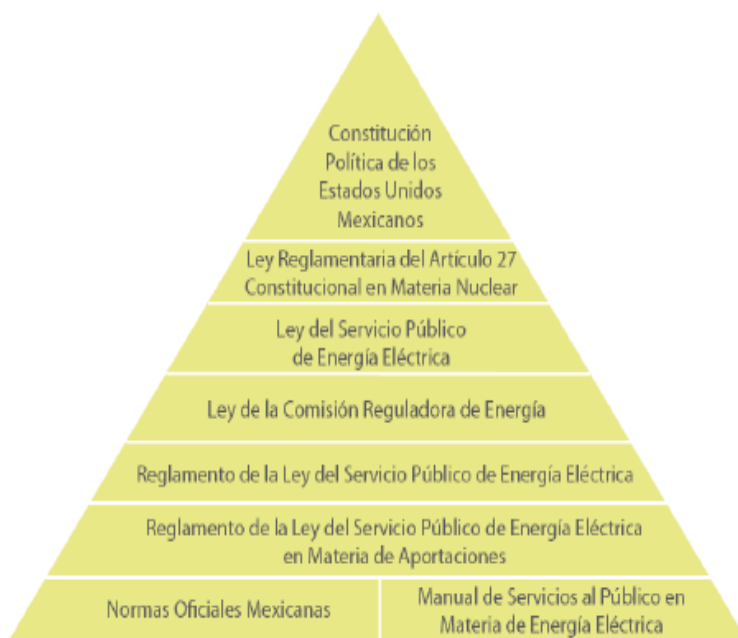 Constitución
Política de los
Estados Unidos
Mexicanos
Ley Reglamentaria del Artículo 27
Constitucional en Materia Nuclear
Ley del Servicio Público
de Energía Eléctrica
Ley de la Comisión Reguladora de Energía
Reglamento de la Ley del Servicio Público de Energía Eléctrica
Reglamento de la Ley del Servicio Público de Energía Eléctrica
en Materia de Aportaciones
Normas Oficiales Mexicanas
Manual de Servicios al Público en
Materia de Energía Eléctrica